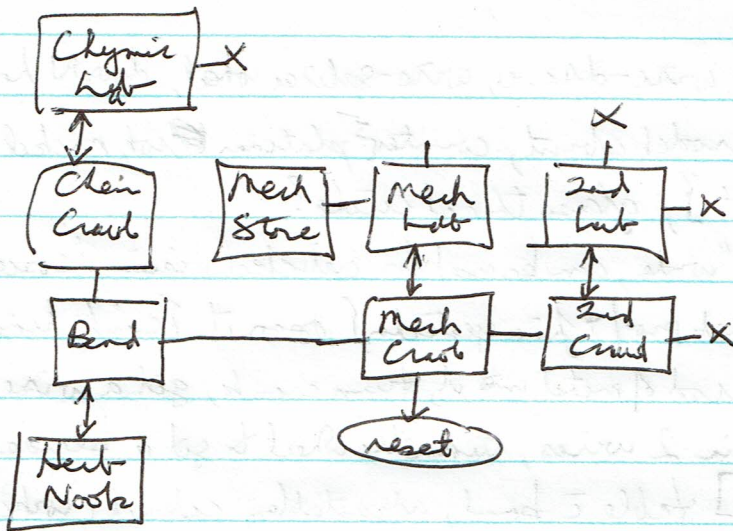 Chymic
Lab
X
X
Chem
Crawl
Mech
Store
Mech
Lab
2nd
Lab
X
Bend
Mech
Crawl
2nd
Crawl
X
reset
Herb
Nook